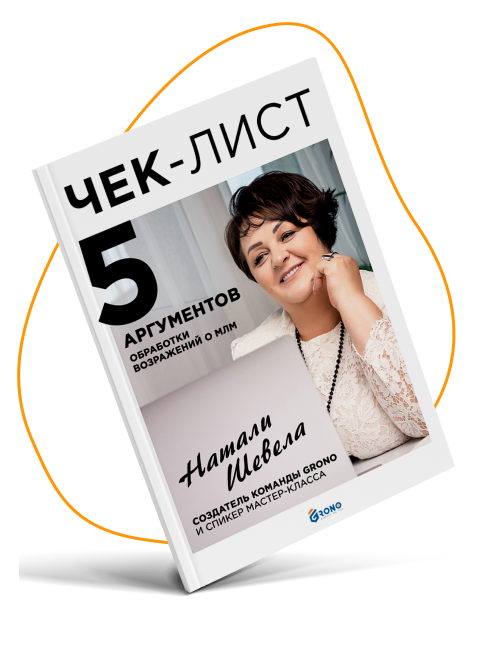 ЧЕК-ЛИСТ
5
АРГУМЕНТОВ
ОБРАБОТКИ
ВОЗРАЖЕНИЙ О МЛМ
Натали
Шевела
СОЗДАТЕЛЬ КОМАНДЫ GRONO
И СПИКЕР МАСТЕР-КЛАССА
GRONO